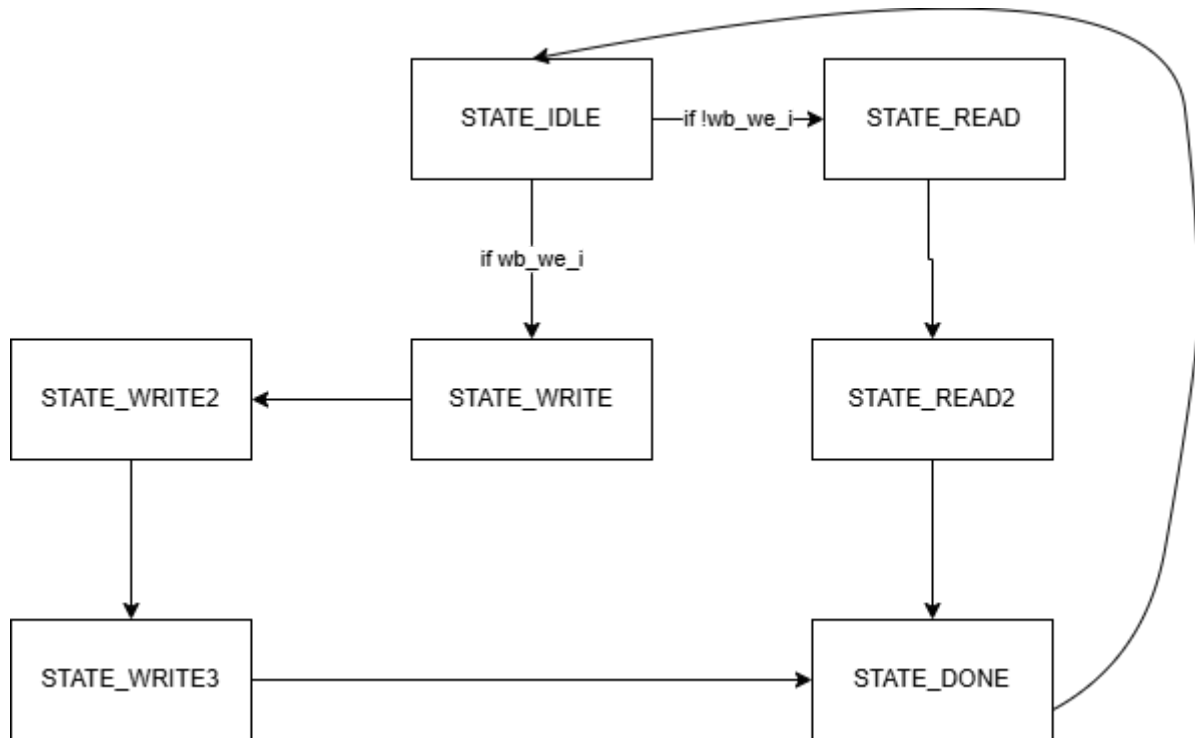 STATE_IDLE
if !wb_we_i
STATE_READ
if wb_we_i
STATE_WRITE2
STATE_WRITE
STATE_READ2
STATE_WRITE3
STATE_DONE